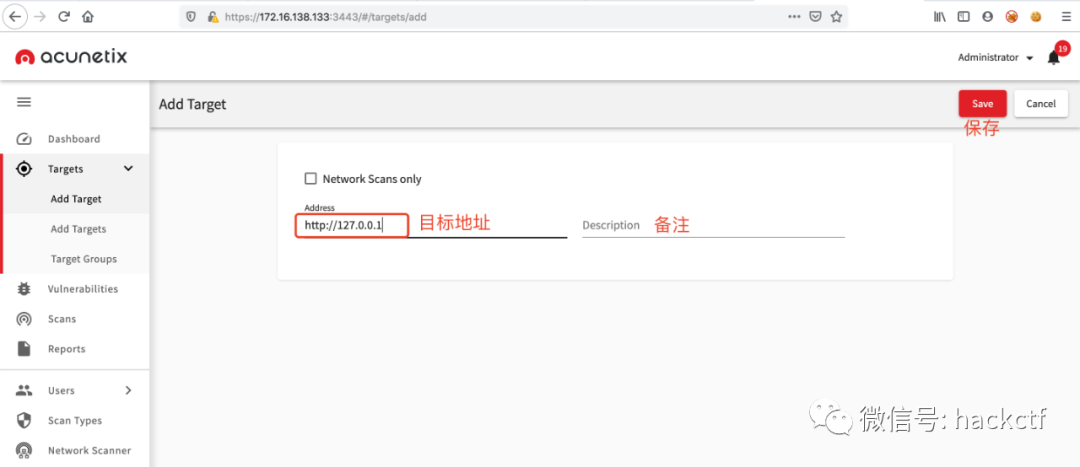 https://172.16.138.133:3443/#/targets/add
acunetix
Administrator
19
Add Target
Save
Cancel
保存
Dashboard
Targets
Add Target
Add Targets
Target Groups
Vulnerabilities
Scans
Reports
Users
Scan Types
Network Scanner
Network Scans only
Address
http://127.0.0.1
目标地址
Description
备注
微信号: hackctf